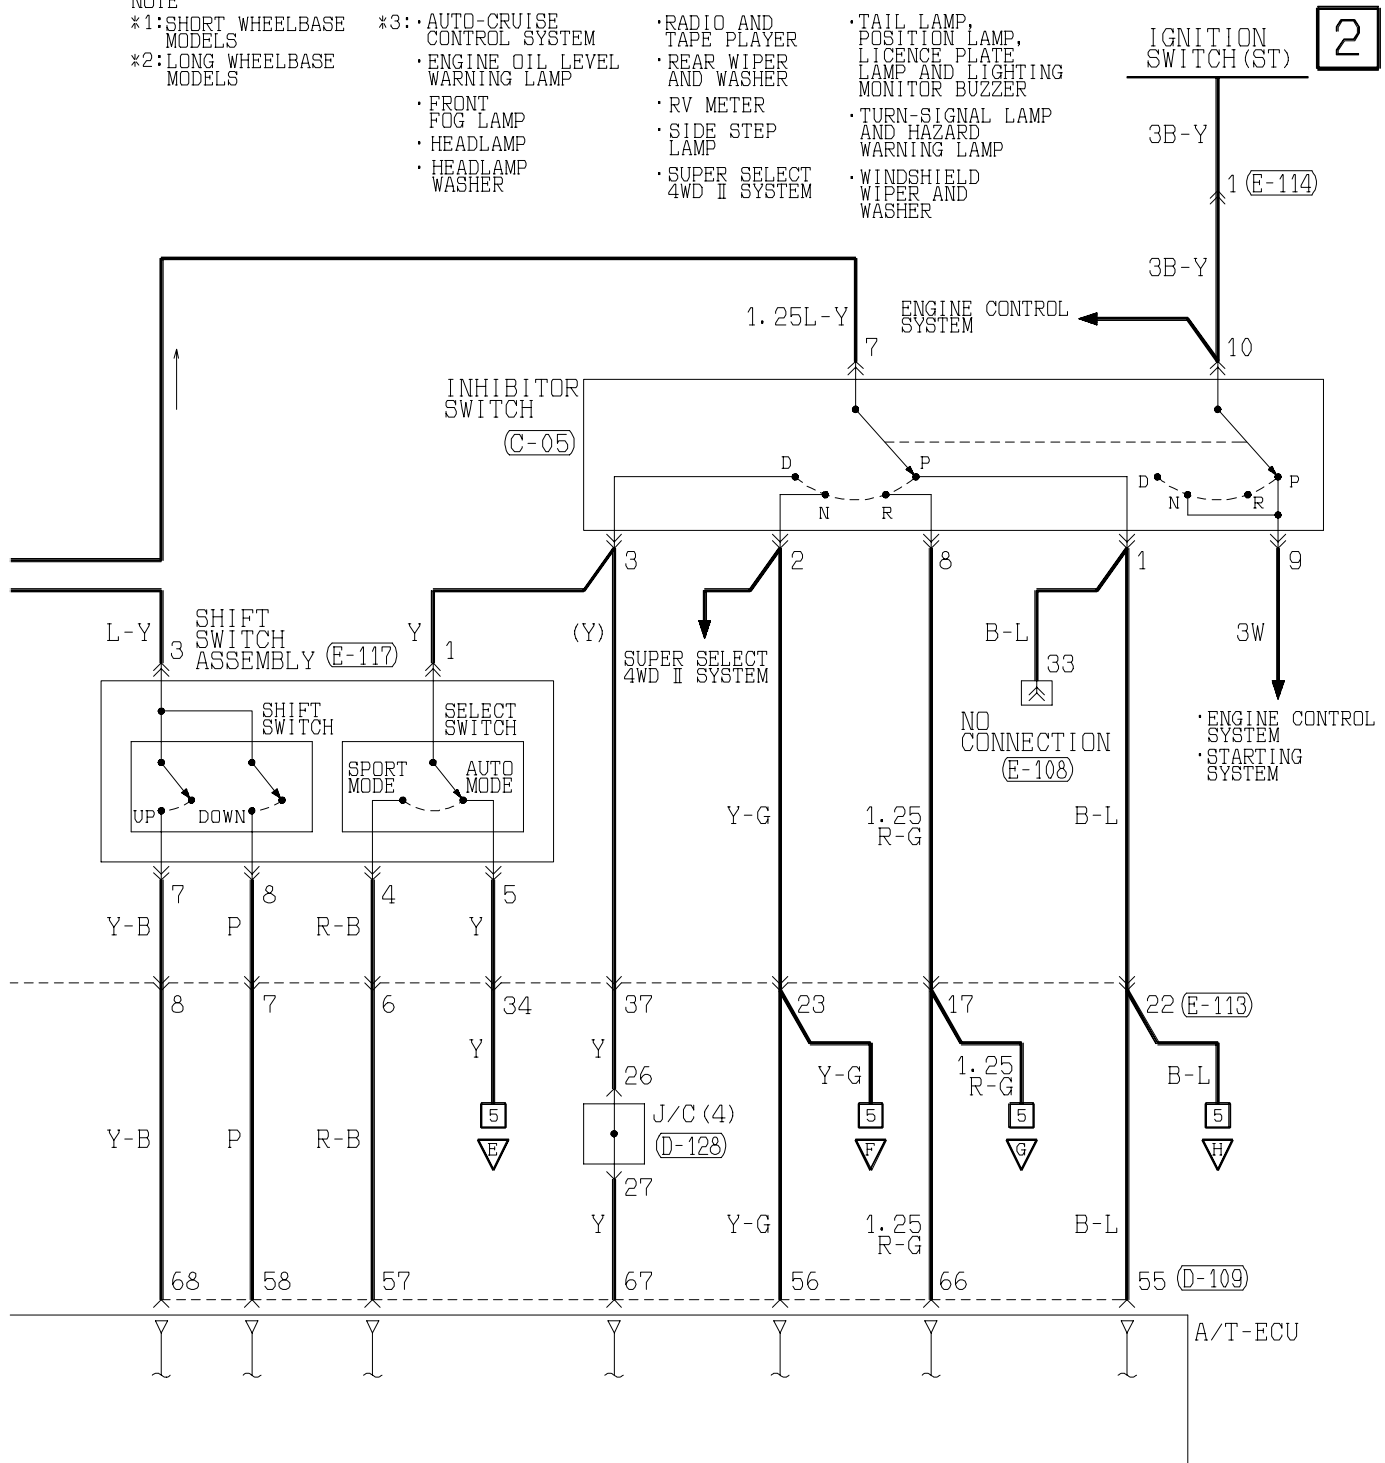 NOTE
*1:SHORT WHEELBASE
MODELS
*2:LONG WHEELBASE
MODELS
*3:·AUTO-CRUISE
CONTROL SYSTEM
·ENGINE OIL LEVEL
WARNING LAMP
·FRONT
FOG LAMP
·HEADLAMP
·HEADLAMP
WASHER
·RADIO AND
TAPE PLAYER
·REAR WIPER
AND WASHER
·RV METER
·SIDE STEP
LAMP
·SUPER SELECT
4WD Ⅱ SYSTEM
·TAIL LAMP,
POSITION LAMP,
LICENCE PLATE
LAMP AND LIGHTING
MONITOR BUZZER
·TURN-SIGNAL LAMP
AND HAZARD
WARNING LAMP
·WINDSHIELD
WIPER AND
WASHER
IGNITION
SWITCH(ST)
2
3B-Y
1 (E-114)
3B-Y
1.25L-Y
ENGINE CONTROL
SYSTEM
7
10
INHIBITOR
SWITCH
(C-05)
D
P
N
R
D
P
N
R
3
2
8
1
9
L-Y
3
SHIFT
SWITCH
ASSEMBLY (E-117)
Y
1
(Y)
SUPER SELECT
4WD Ⅱ SYSTEM
B-L
33
3W
NO
CONNECTION
(E-108)
·ENGINE CONTROL
SYSTEM
·STARTING
SYSTEM
SHIFT
SWITCH
SELECT
SWITCH
SPORT
MODE
AUTO
MODE
UP
DOWN
Y-G
1.25
R-G
B-L
7
8
4
5
Y-B
P
R-B
Y
8
7
6
34
37
23
17
22 (E-113)
Y
Y
26
Y-G
1.25
R-G
B-L
J/C(4)
(D-128)
5
5
5
5
E
F
G
H
Y-B
P
R-B
27
Y
Y-G
1.25
R-G
B-L
68
58
57
67
56
66
55 (D-109)
A/T-ECU